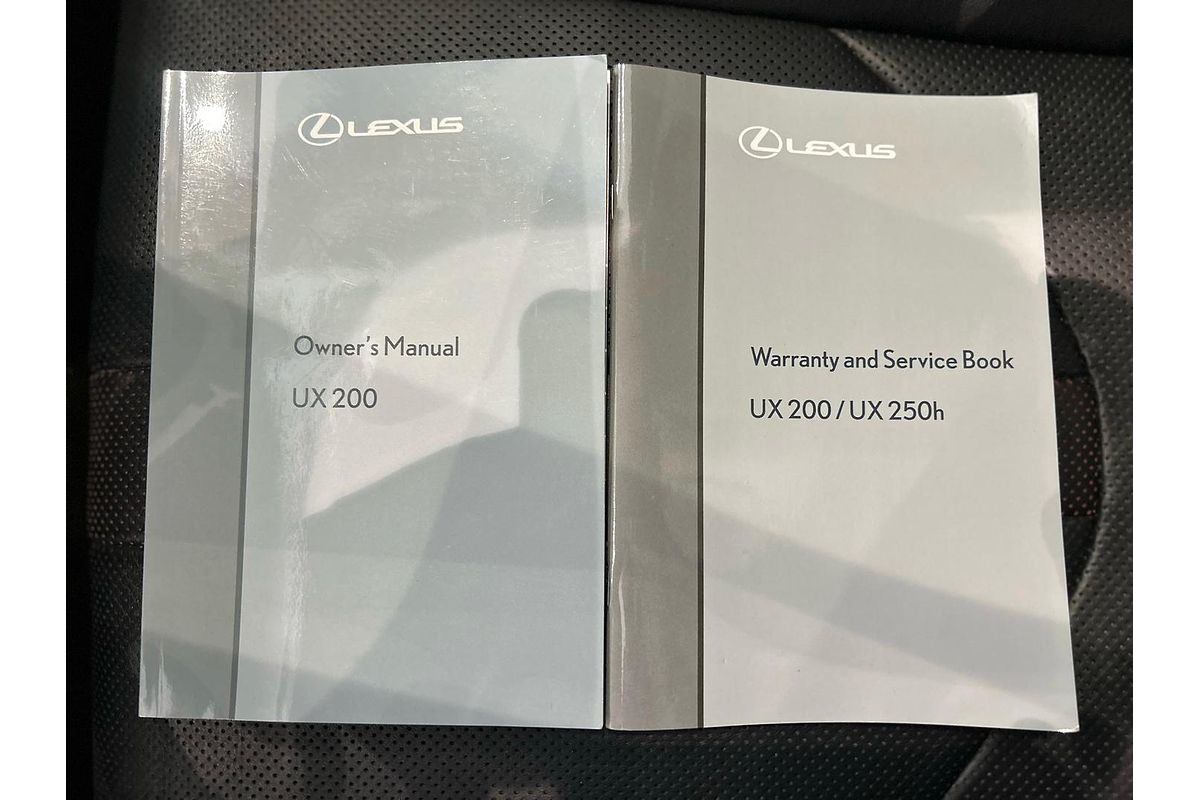 LEXUS
Owner's Manual
UX 200
LEXUS
Warranty and Service Book
UX 200 / UX 250h